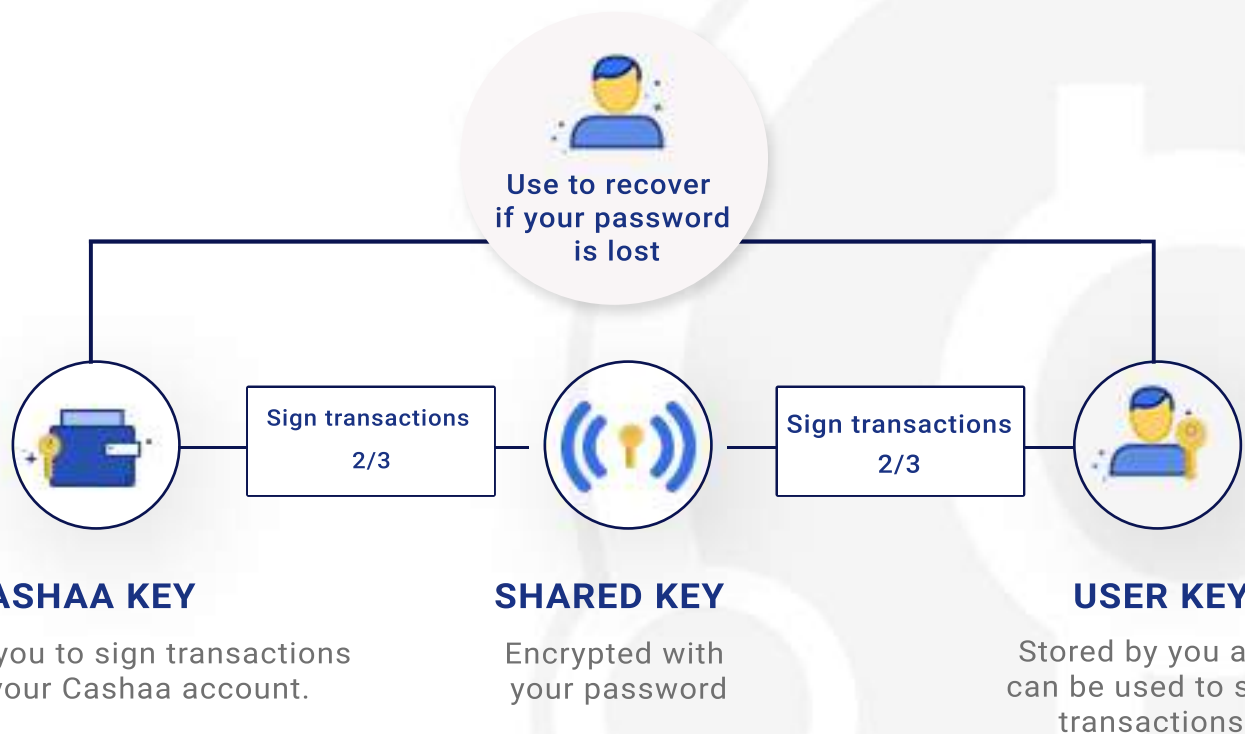 Use to recover
if your password
is lost
Sign transactions
2/3
Sign transactions
2/3
ASHAA KEY
you to sign transactions
your Cashaa account.
SHARED KEY
Encrypted with
your password
USER KEY
Stored by you a
can be used to s
transactions